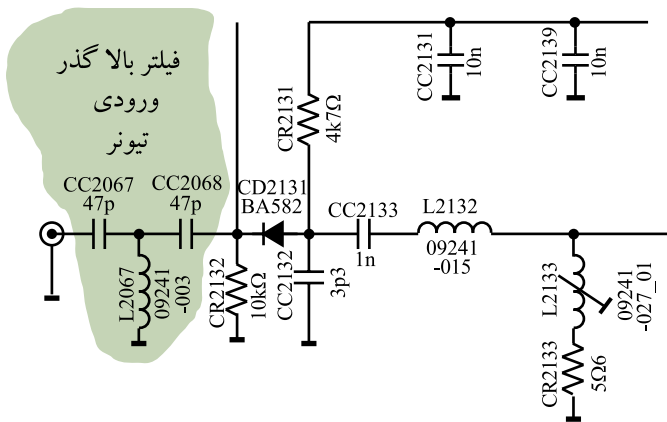 فیلتر بالا گذر
ورودی
تیونر
CC2131
10n
CC2139
10n
CR2131
4k7Ω
CC2067
47p
CC2068
47p
CD2131
BA582
CC2133
1n
L2132
09241
-015
L2067
09241
-003
CR2132
10kΩ
CC2132
3p3
L2133
09241
-027_01
CR2133
5Ω6